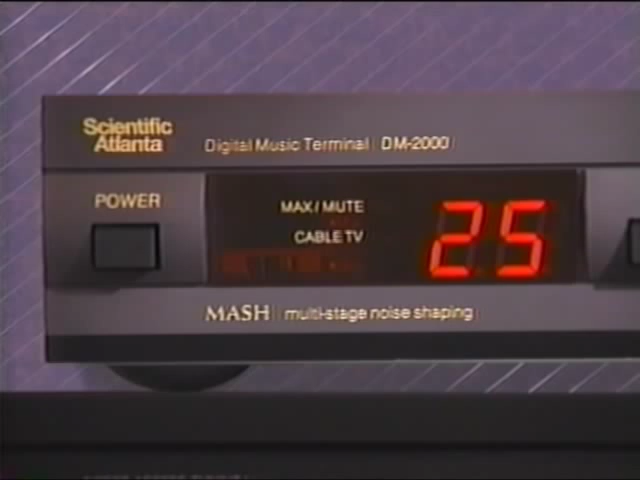 Scientific
Atlanta
Digital Music Terminal | DM-2000
POWER
MAX/MUTE
CABLE TV
25
MASH | multi-stage noise shaping